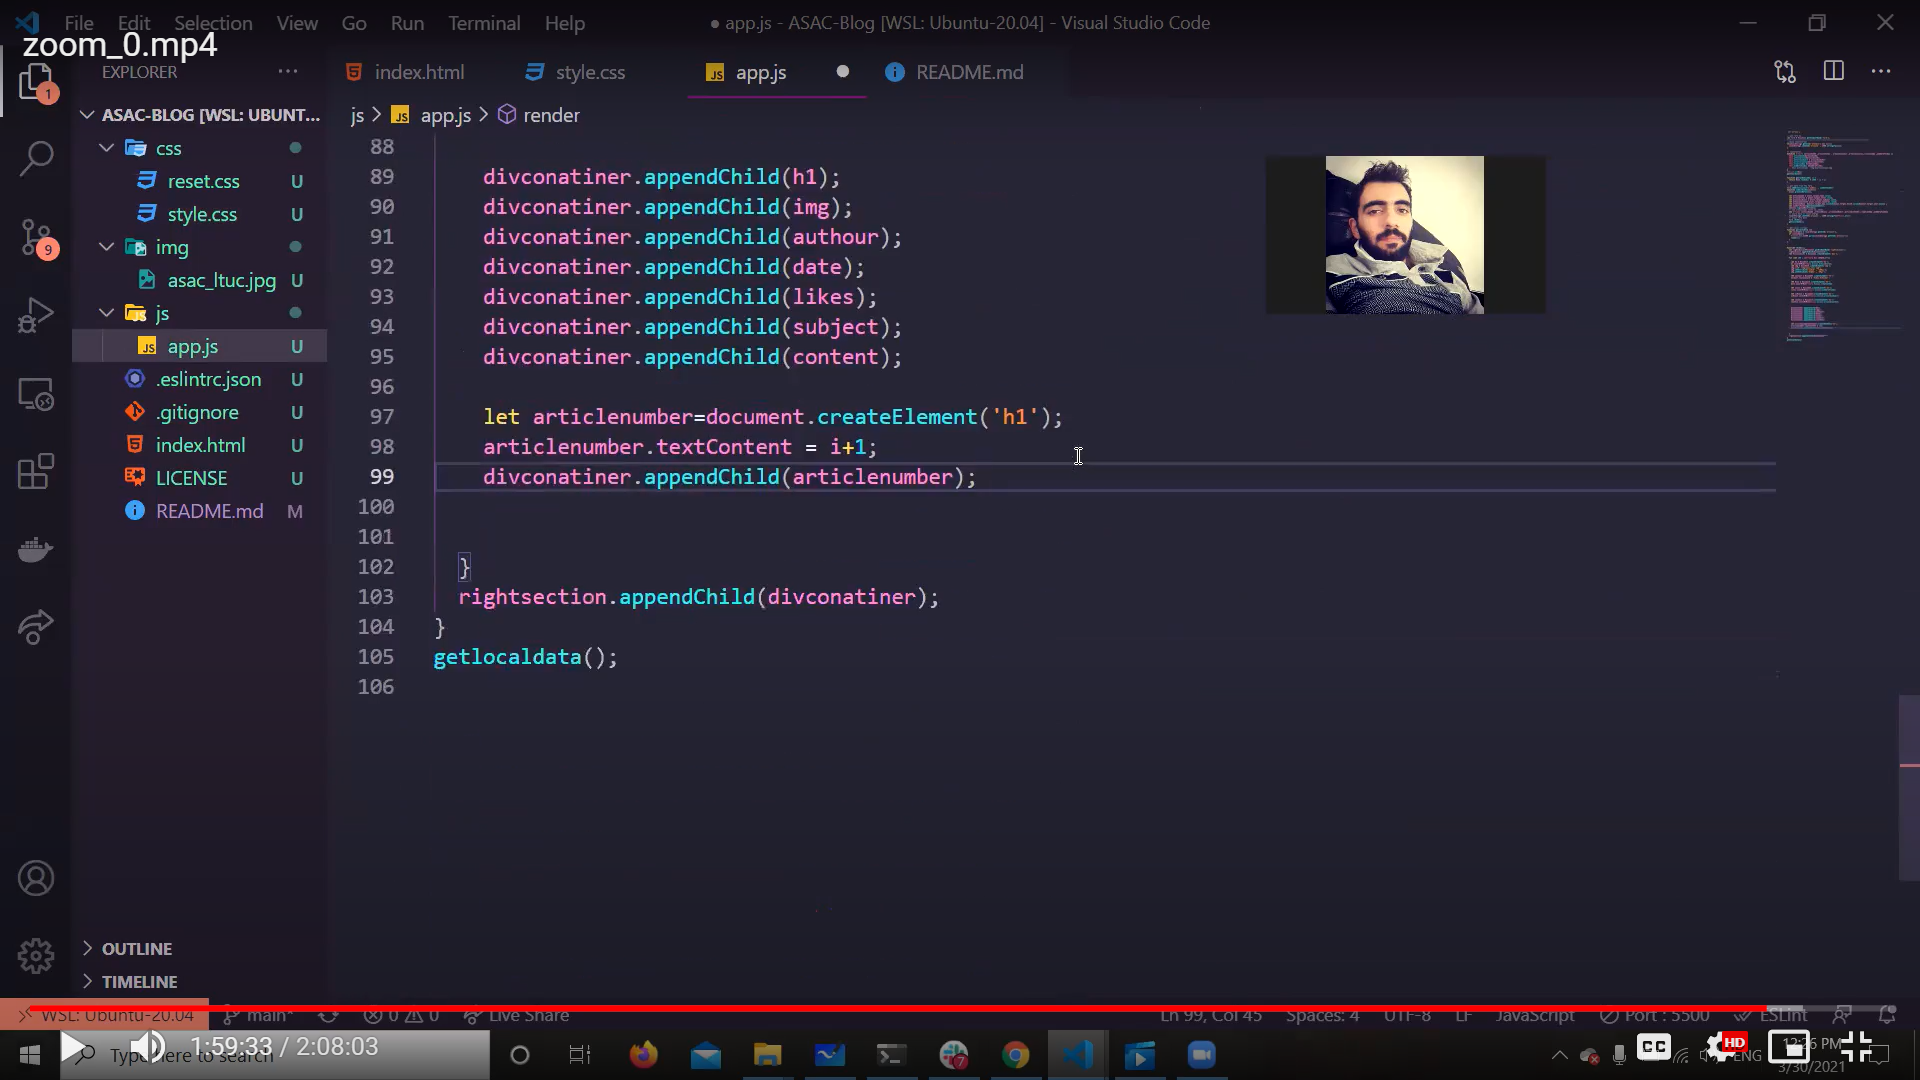 File Edit Selection View Go Run Terminal Help
● app.js - ASAC-Blog [WSL: Ubuntu-20.04] - Visual Studio Code
zoom_0.mp4
EXPLORER
1
ASAC-BLOG [WSL: UBUNT...
css
reset.css U
style.css U
img
asac_ltuc.jpg U
9
js
app.js U
.eslintrc.json U
.gitignore U
index.html U
LICENSE U
README.md M
OUTLINE
TIMELINE
index.html
style.css
app.js
README.md
js > app.js > render
88
89 divconatiner.appendChild(h1);
90 divconatiner.appendChild(img);
91 divconatiner.appendChild(authour);
92 divconatiner.appendChild(date);
93 divconatiner.appendChild(likes);
94 divconatiner.appendChild(subject);
95 divconatiner.appendChild(content);
96
97 let articlenumber=document.createElement('h1');
98 articlenumber.textContent = i+1;
99 divconatiner.appendChild(articlenumber);
100
101
102 }
103 rightsection.appendChild(divconatiner);
104 }
105 getlocaldata();
106
WSL: Ubuntu-20.04 main* 0 0 Live Share
Ln 99, Col 45 Spaces: 4 UTF-8 LF JavaScript Port : 5500 ESLint
Type here to search
1:59:33 / 2:08:03
7
CC
HD
ENG
PM
3/30/2021